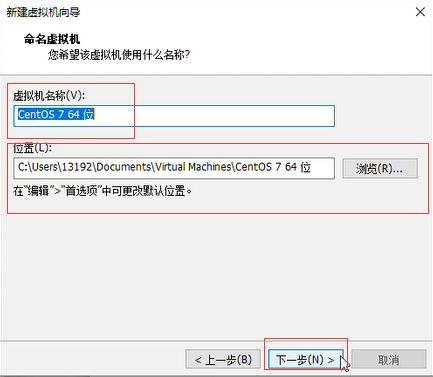 新建虚拟机向导
命名虚拟机
您希望该虚拟机使用什么名称?
虚拟机名称(V):
CentOS 7 64 位
位置(L):
C:\Users\13192\Documents\Virtual Machines\CentOS 7 64 位
浏览(R)...
在“编辑”>“首选项”中可更改默认位置。
< 上一步(B)
下一步(N) >
取消